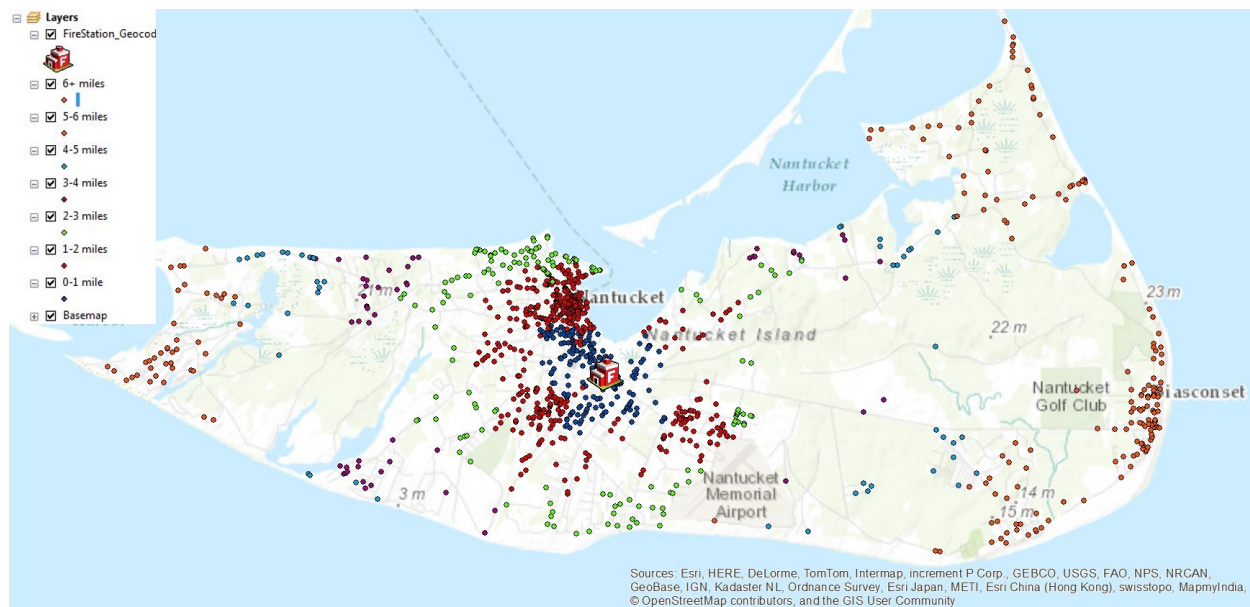 Layers
FireStation_Geocod
F
6+ miles
5-6 miles
4-5 miles
3-4 miles
2-3 miles
1-2 miles
0-1 mile
Basemap
Nantucket
Harbor
21 m
Nantucket
Nantucket Island
23 m
22 m
F
Nantucket
Golf Club
Siasconset
Nantucket
Memorial
Airport
3 m
14 m
15 m
Sources: Esri, HERE, DeLorme, TomTom, Intermap, increment P Corp., GEBCO, USGS, FAO, NPS, NRCAN,
GeoBase, IGN, Kadaster NL, Ordnance Survey, Esri Japan, METI, Esri China (Hong Kong), swisstopo, MapmyIndia,
© OpenStreetMap contributors, and the GIS User Community